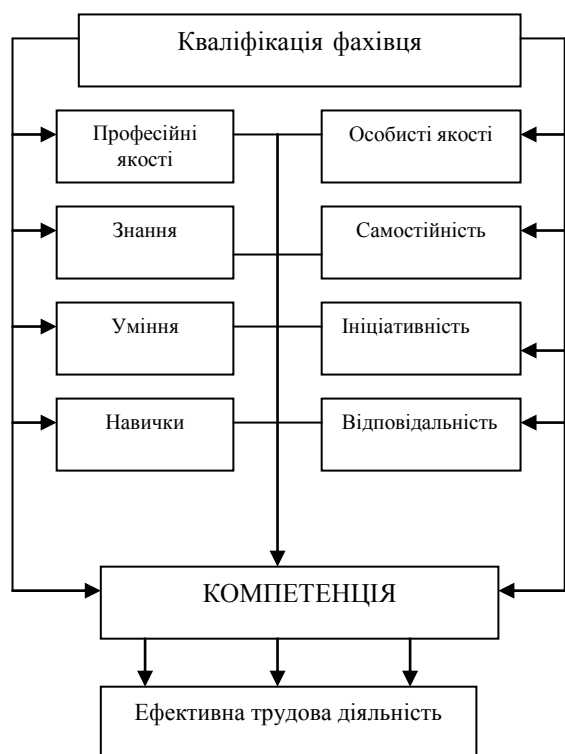 Кваліфікація фахівця
Професійні
якості
Особисті якості
Знання
Самостійність
Уміння
Ініціативність
Навички
Відповідальність
КОМПЕТЕНЦІЯ
Ефективна трудова діяльність